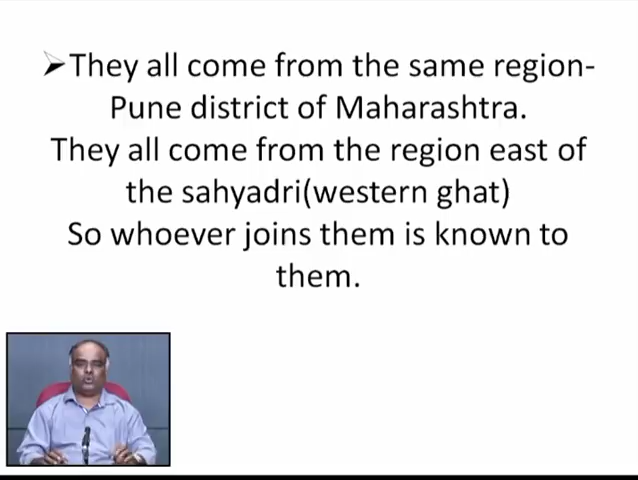 ➢They all come from the same region-
Pune district of Maharashtra.
They all come from the region east of
the sahyadri(western ghat)
So whoever joins them is known to
them.